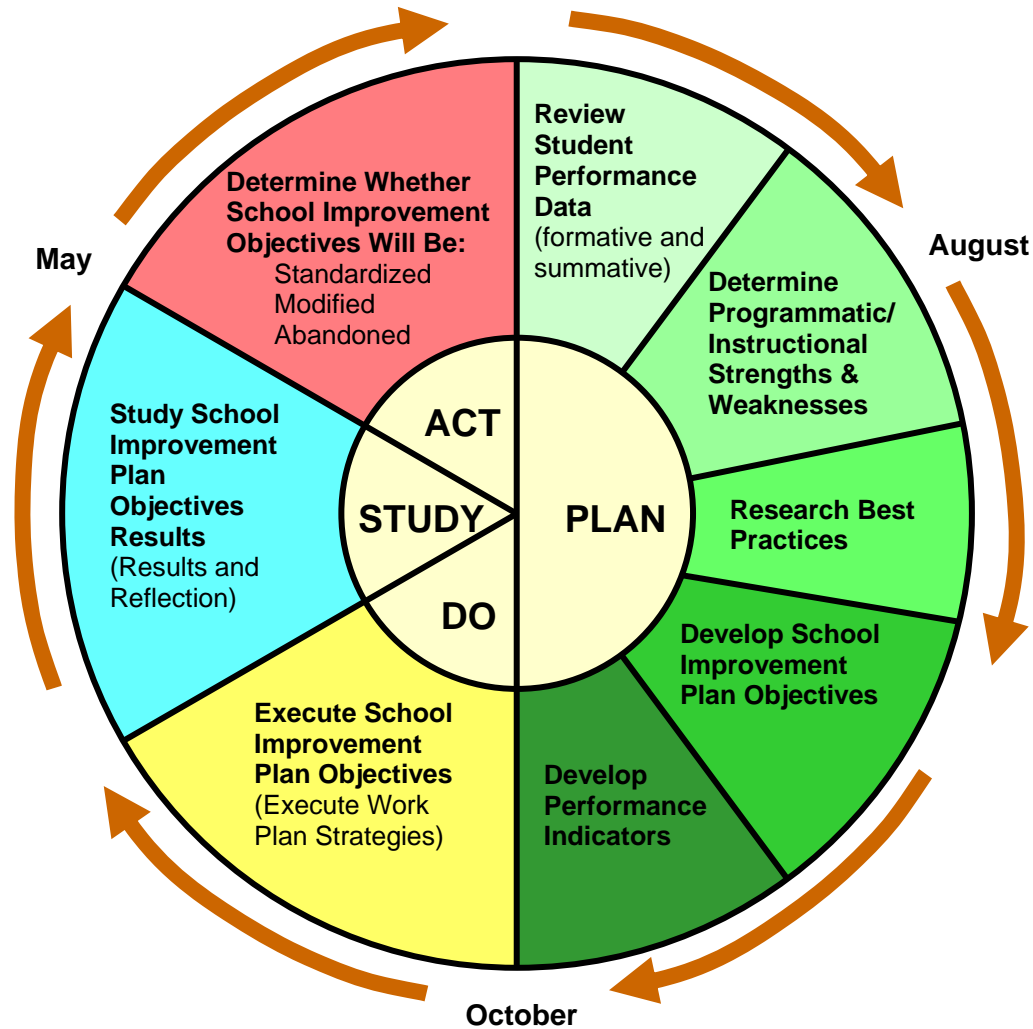 Review
Student
Performance
Data
(formative and
summative)
August
Determine
Programmatic/
Instructional
Strengths &
Weaknesses
Research Best
Practices
Develop School
Improvement
Plan Objectives
Develop
Performance
Indicators
October
Execute School
Improvement
Plan Objectives
(Execute Work
Plan Strategies)
Study School
Improvement
Plan
Objectives
Results
(Results and
Reflection)
May
Determine Whether
School Improvement
Objectives Will Be:
Standardized
Modified
Abandoned
PLAN
DO
STUDY
ACT